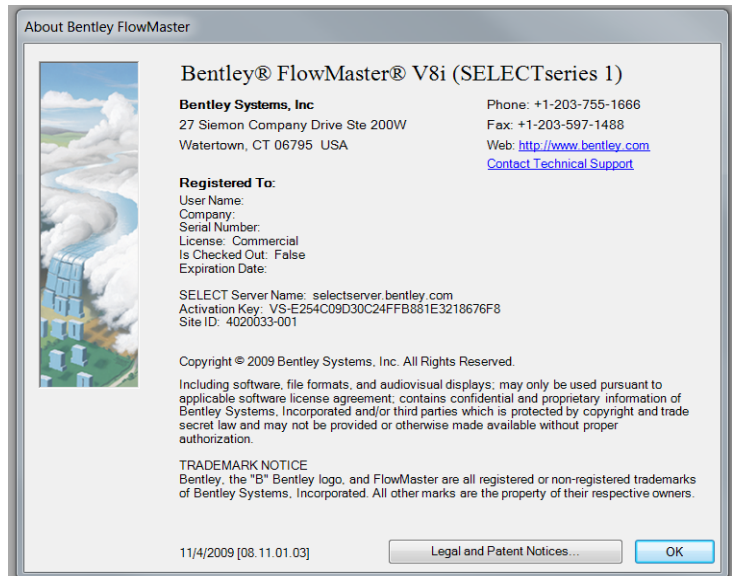 About Bentley FlowMaster
Bentley® FlowMaster® V8i (SELECTseries 1)
Bentley Systems, Inc
Phone: +1-203-755-1666
27 Siemon Company Drive Ste 200W
Fax: +1-203-597-1488
Watertown, CT 06795 USA
Web: http://www.bentley.com
Contact Technical Support
Registered To:
User Name:
Company:
Serial Number:
License: Commercial
Is Checked Out: False
Expiration Date:
SELECT Server Name: selectserver.bentley.com
Activation Key: VS-E254C09D30C24FFB881E3218676F8
Site ID: 4020033-001
Copyright © 2009 Bentley Systems, Inc. All Rights Reserved.
Including software, file formats, and audiovisual displays; may only be used pursuant to
applicable software license agreement; contains confidential and proprietary information of
Bentley Systems, Incorporated and/or third parties which is protected by copyright and trade
secret law and may not be provided or otherwise made available without proper
authorization.
TRADEMARK NOTICE
Bentley, the "B" Bentley logo, and FlowMaster are all registered or non-registered trademarks
of Bentley Systems, Incorporated. All other marks are the property of their respective owners.
11/4/2009 [08.11.01.03]
Legal and Patent Notices...
OK